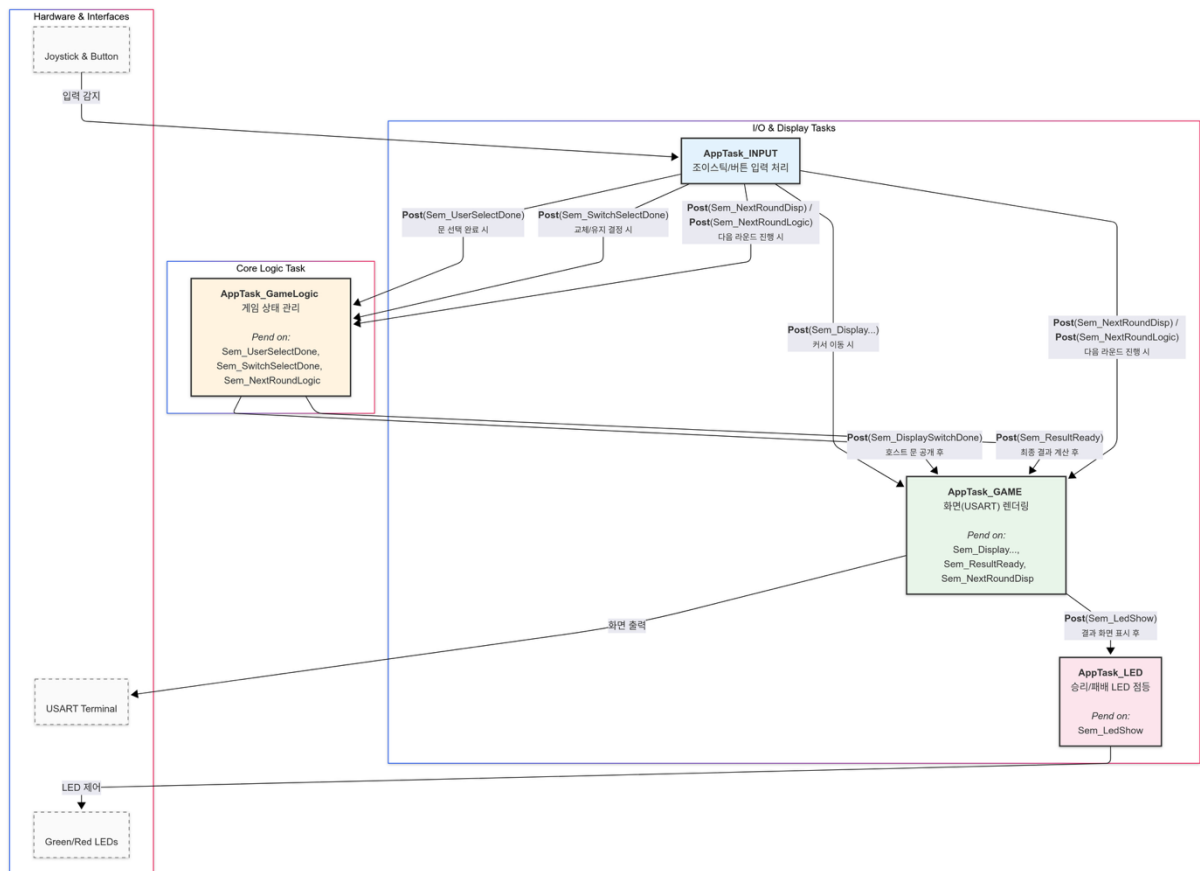 Hardware & Interfaces
Joystick & Button
입력 감지
I/O & Display Tasks
AppTask_INPUT
조이스틱/버튼 입력 처리
Post(Sem_UserSelectDone)
문 선택 완료 시
Post(Sem_SwitchSelectDone)
교체/유지 결정 시
Post(Sem_NextRoundDisp) /
Post(Sem_NextRoundLogic)
다음 라운드 진행 시
Core Logic Task
AppTask_GameLogic
게임 상태 관리
Pend on:
Sem_UserSelectDone,
Sem_SwitchSelectDone,
Sem_NextRoundLogic
Post(Sem_Display...)
커서 이동 시
Post(Sem_NextRoundDisp) /
Post(Sem_NextRoundLogic)
다음 라운드 진행 시
Post(Sem_DisplaySwitchDone)
호스트 문 공개 후
Post(Sem_ResultReady)
최종 결과 계산 후
AppTask_GAME
화면(USART) 렌더링
Pend on:
Sem_Display...,
Sem_ResultReady,
Sem_NextRoundDisp
화면 출력
Post(Sem_LedShow)
결과 화면 표시 후
AppTask_LED
승리/패배 LED 점등
Pend on:
Sem_LedShow
USART Terminal
LED 제어
Green/Red LEDs